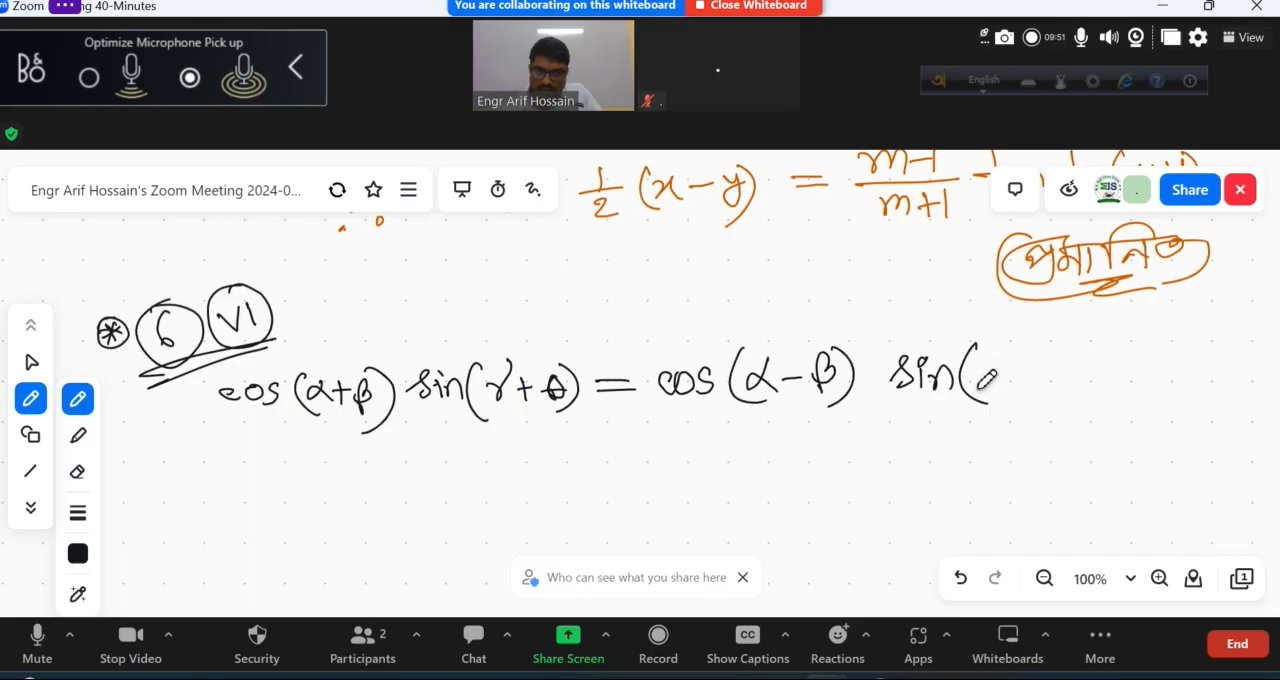 Zoom
ng 40-Minutes
You are collaborating on this whiteboard
Close Whiteboard
Optimize Microphone Pick up
B&O
Engr Arif Hossain
09:51
View
English
Engr Arif Hossain's Zoom Meeting 2024-0...
Share
1/2 (x - y) = m-1/m+1
প্রমানিত
* 6 VI
cos(α+β) sin(γ+θ) = cos(α-β) sin(
Who can see what you share here
100%
1
Mute
Stop Video
Security
Participants
2
Chat
Share Screen
Record
CC
Show Captions
Reactions
Apps
Whiteboards
More
End